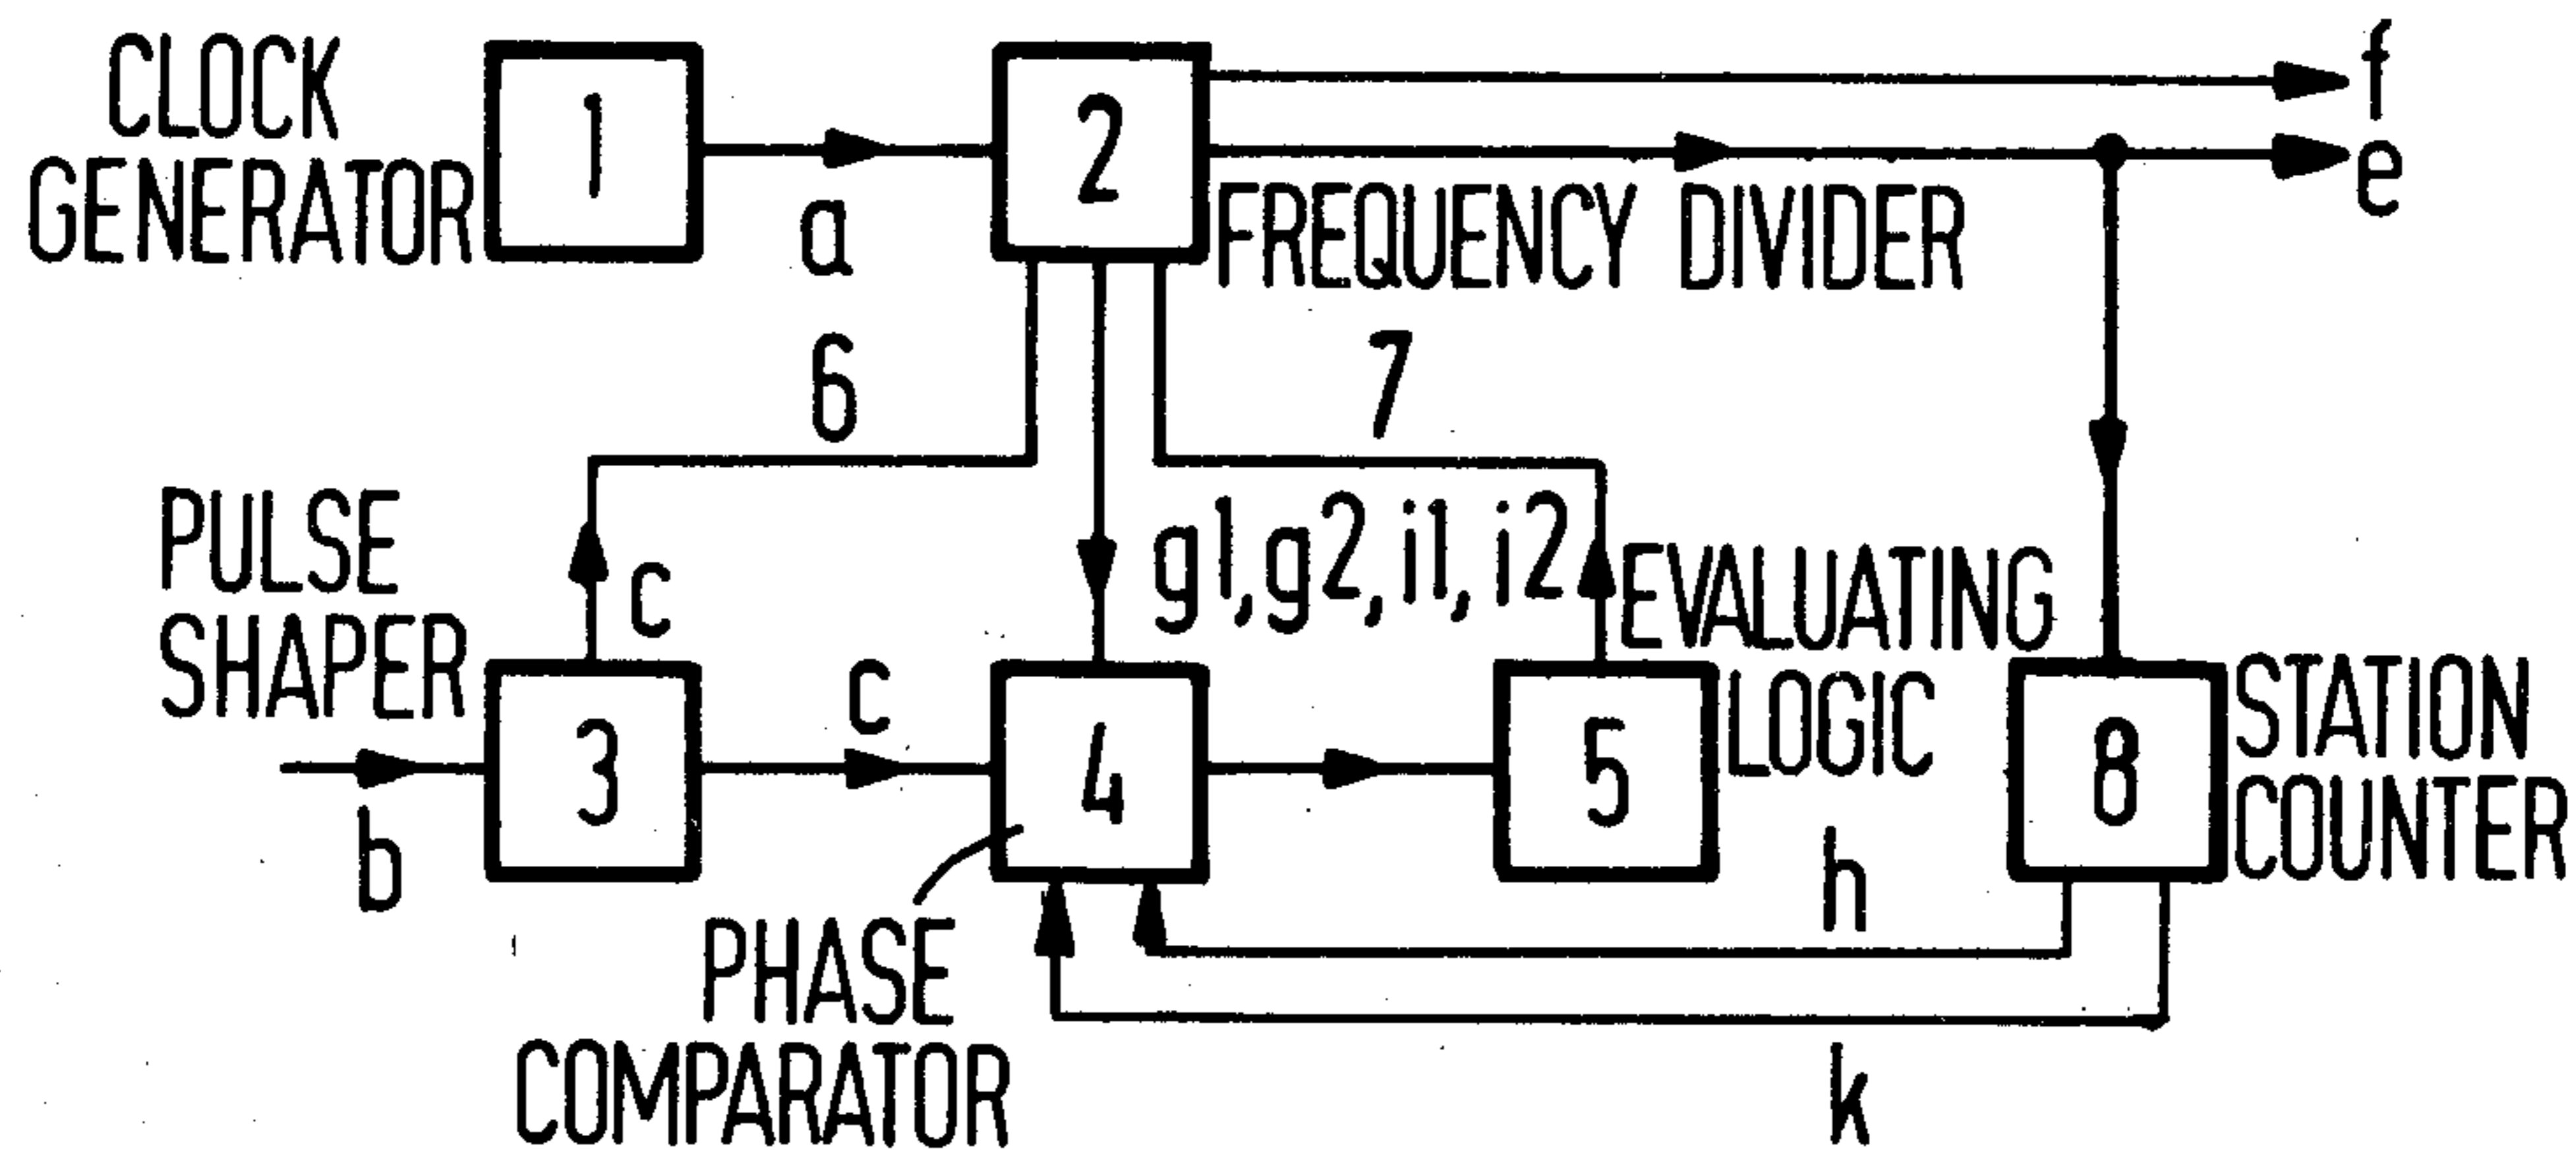 CLOCK
GENERATOR
1
a
2
FREQUENCY DIVIDER
f
e
6
7
PULSE
SHAPER
c
g1, g2, i1, i2
EVALUATING
LOGIC
STATION
COUNTER
b
3
c
4
5
8
h
PHASE
COMPARATOR
k